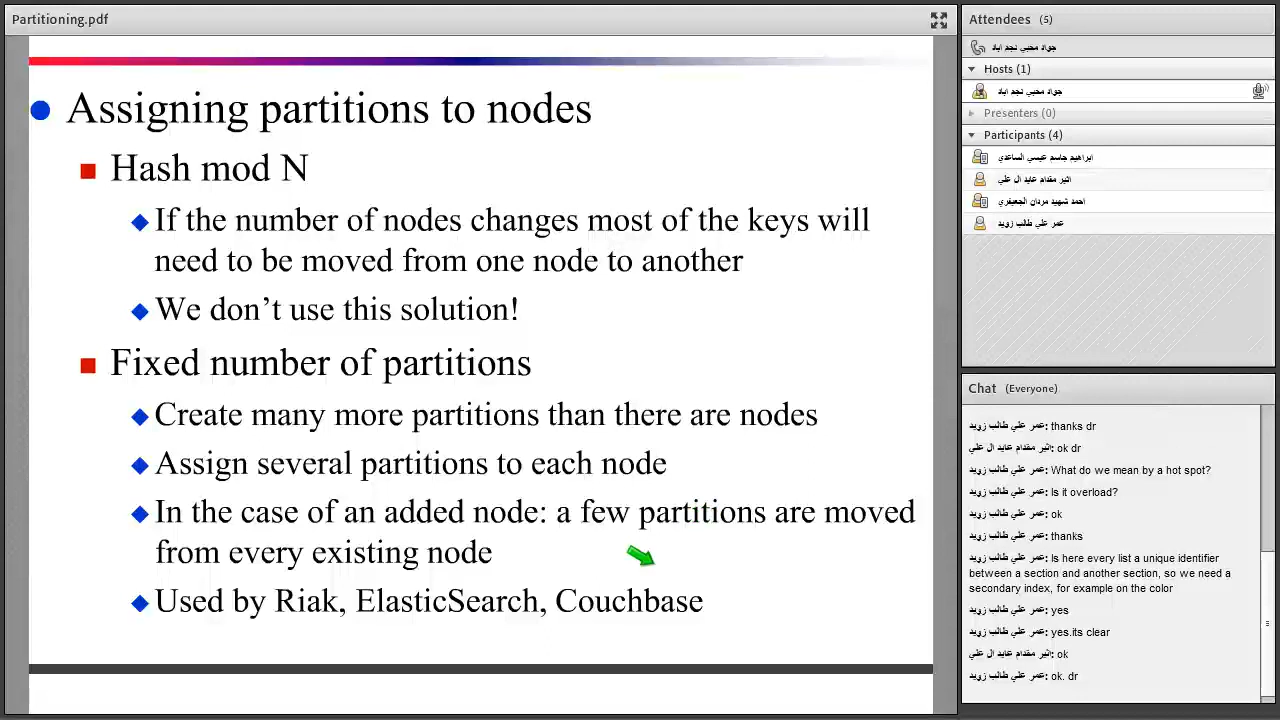 Partitioning.pdf
Assigning partitions to nodes
Hash mod N
If the number of nodes changes most of the keys will
need to be moved from one node to another
We don't use this solution!
Fixed number of partitions
Create many more partitions than there are nodes
Assign several partitions to each node
In the case of an added node: a few partitions are moved
from every existing node
Used by Riak, ElasticSearch, Couchbase
Attendees (5)
جواد محبي نجم اباد
Hosts (1)
جواد محبي نجم اباد
Presenters (0)
Participants (4)
ابراهيم جاسم عيسي الساعدي
اثير مقدام عايد ال علي
احمد شهيد مردان الجعيفري
عمر علي طالب زويد
Chat (Everyone)
عمر علي طالب زويد: thanks dr
اثير مقدام عايد ال علي: ok dr
عمر علي طالب زويد: What do we mean by a hot spot?
عمر علي طالب زويد: Is it overload?
عمر علي طالب زويد: ok
عمر علي طالب زويد: thanks
عمر علي طالب زويد: Is here every list a unique identifier
between a section and another section, so we need a
secondary index, for example on the color
عمر علي طالب زويد: yes
عمر علي طالب زويد: yes.its clear
اثير مقدام عايد ال علي: ok
عمر علي طالب زويد: ok. dr